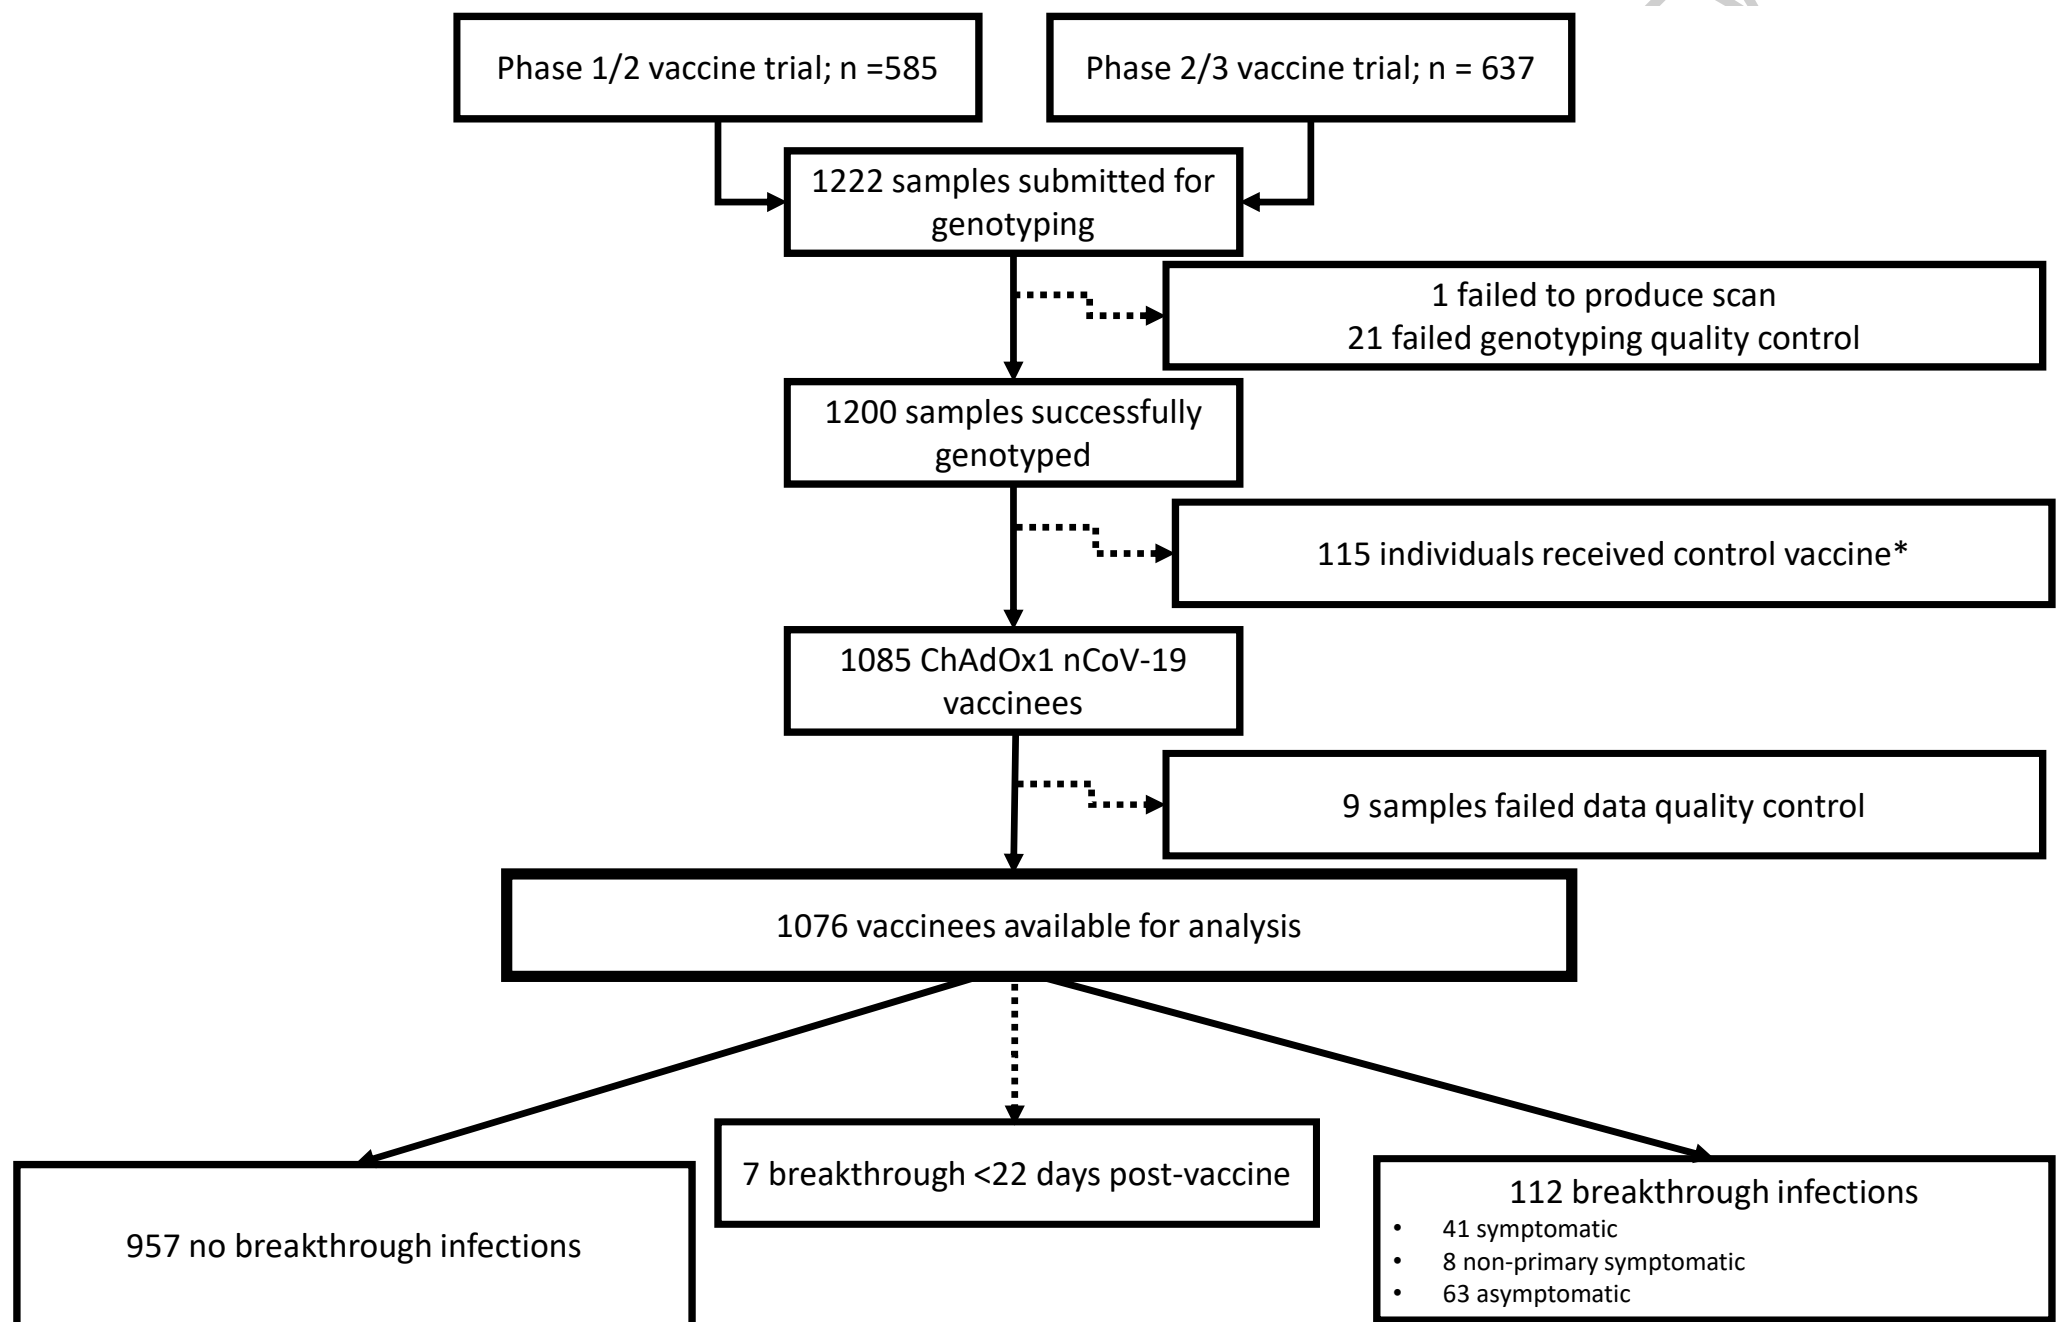 Phase 1/2 vaccine trial; n =585
Phase 2/3 vaccine trial; n = 637
1222 samples submitted for
genotyping
1 failed to produce scan
21 failed genotyping quality control
1200 samples successfully
genotyped
115 individuals received control vaccine*
1085 ChAdOx1 nCoV-19
vaccinees
9 samples failed data quality control
1076 vaccinees available for analysis
957 no breakthrough infections
7 breakthrough <22 days post-vaccine
112 breakthrough infections
• 41 symptomatic
• 8 non-primary symptomatic
• 63 asymptomatic